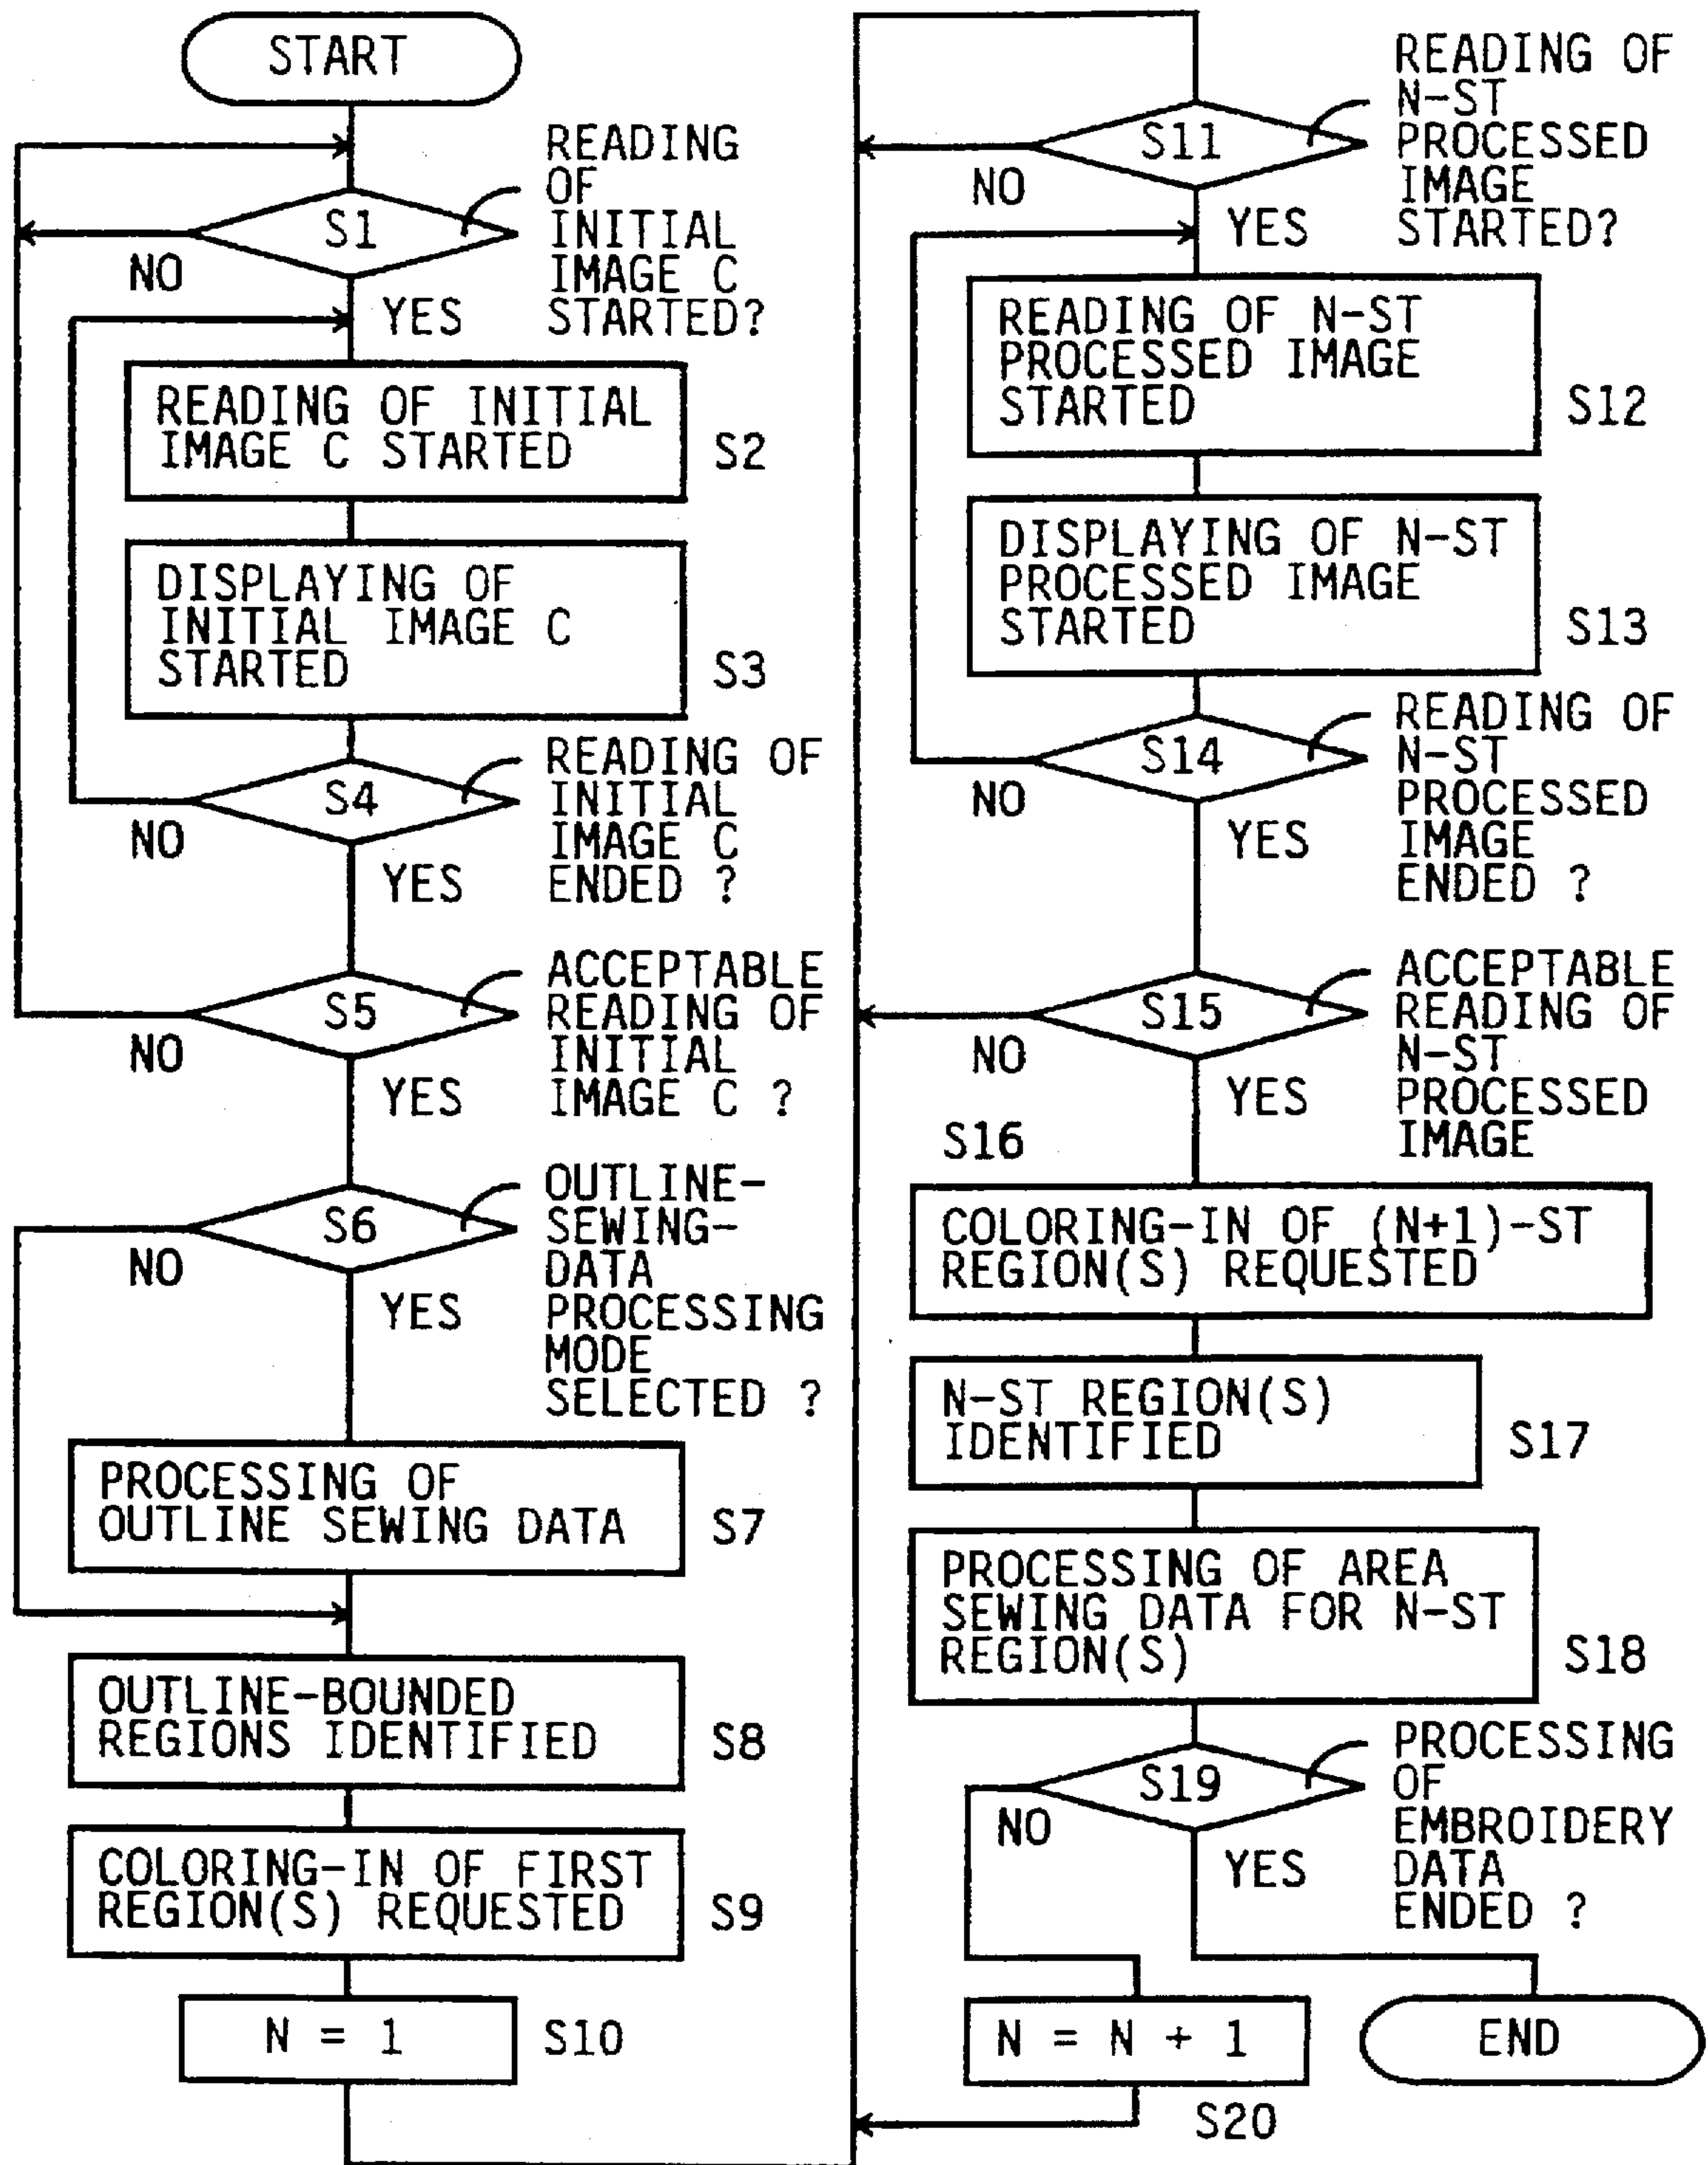 START
S1
READING
OF
INITIAL
IMAGE C
STARTED?
NO
YES
READING OF INITIAL
IMAGE C STARTED
S2
DISPLAYING OF
INITIAL IMAGE C
STARTED
S3
S4
READING OF
INITIAL
IMAGE C
ENDED ?
NO
YES
S5
ACCEPTABLE
READING OF
INITIAL
IMAGE C ?
NO
YES
S6
OUTLINE-
SEWING-
DATA
PROCESSING
MODE
SELECTED ?
NO
YES
PROCESSING OF
OUTLINE SEWING DATA
S7
OUTLINE-BOUNDED
REGIONS IDENTIFIED
S8
COLORING-IN OF FIRST
REGION(S) REQUESTED
S9
N = 1
S10
S11
READING OF
N-ST
PROCESSED
IMAGE
STARTED?
NO
YES
READING OF N-ST
PROCESSED IMAGE
STARTED
S12
DISPLAYING OF N-ST
PROCESSED IMAGE
STARTED
S13
S14
READING OF
N-ST
PROCESSED
IMAGE
ENDED ?
NO
YES
S15
ACCEPTABLE
READING OF
N-ST
PROCESSED
IMAGE
NO
YES
S16
COLORING-IN OF (N+1)-ST
REGION(S) REQUESTED
N-ST REGION(S)
IDENTIFIED
S17
PROCESSING OF AREA
SEWING DATA FOR N-ST
REGION(S)
S18
S19
PROCESSING
OF
EMBROIDERY
DATA
ENDED ?
NO
YES
N = N + 1
S20
END